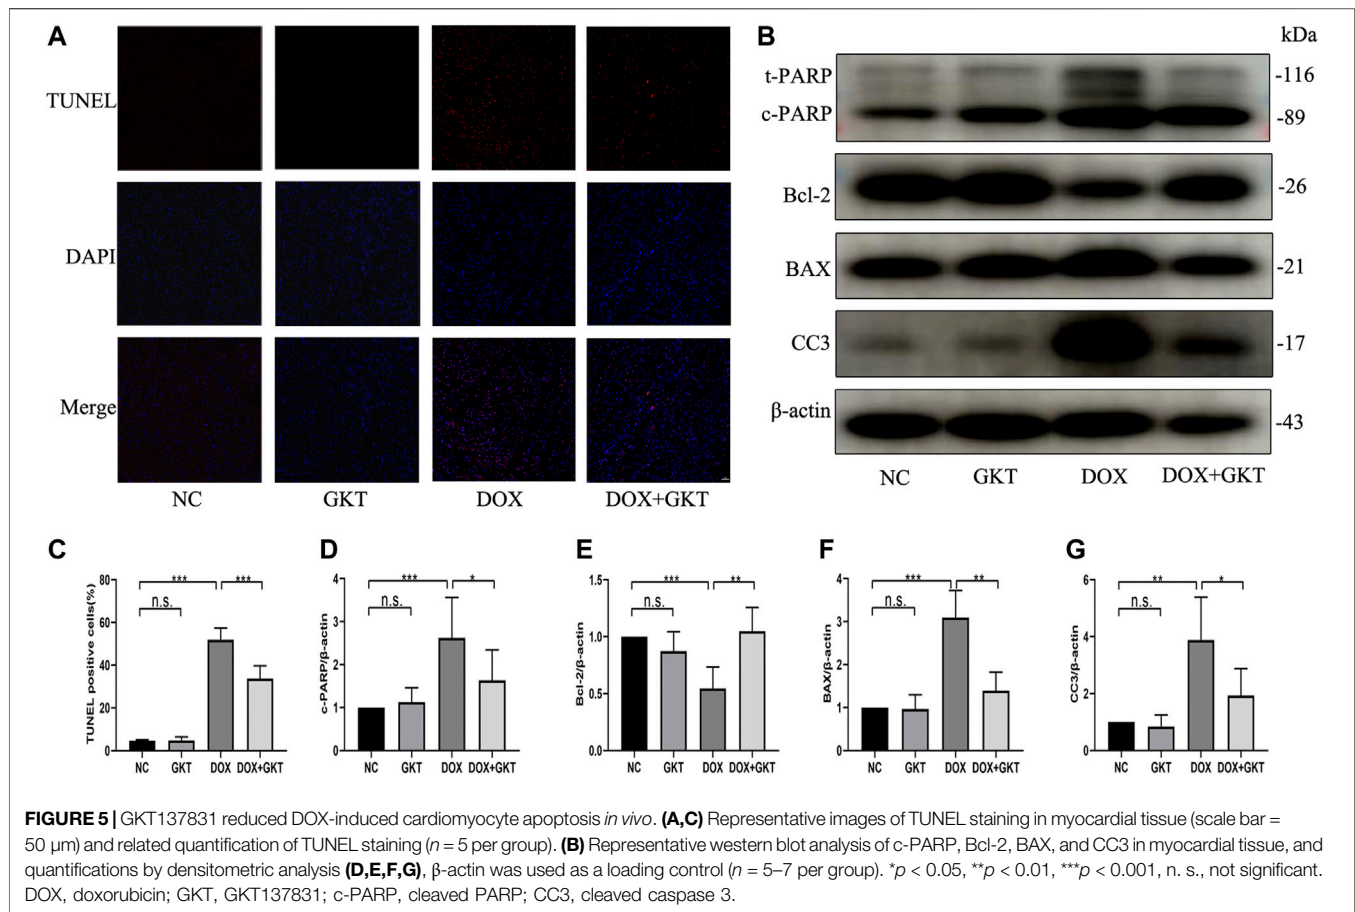 A
TUNEL
DAPI
Merge
NC GKT DOX DOX+GKT
B
kDa
t-PARP -116
c-PARP -89
Bcl-2 -26
BAX -21
CC3 -17
β-actin -43
NC GKT DOX DOX+GKT
C
TUNEL positive cells(%)
80
60
40
20
0
*** ***
n.s.
NC GKT DOX DOX+GKT
D
c-PARP/β-actin
4
3
2
1
0
*** *
n.s.
NC GKT DOX DOX+GKT
E
Bcl-2/β-actin
1.5
1.0
0.5
0.0
*** **
n.s.
NC GKT DOX DOX+GKT
F
BAX/β-actin
4
3
2
1
0
*** **
n.s.
NC GKT DOX DOX+GKT
G
CC3/β-actin
6
4
2
0
** *
n.s.
NC GKT DOX DOX+GKT
FIGURE 5 | GKT137831 reduced DOX-induced cardiomyocyte apoptosis in vivo. (A,C) Representative images of TUNEL staining in myocardial tissue (scale bar =
50 μm) and related quantification of TUNEL staining (n = 5 per group). (B) Representative western blot analysis of c-PARP, Bcl-2, BAX, and CC3 in myocardial tissue, and
quantifications by densitometric analysis (D,E,F,G), β-actin was used as a loading control (n = 5–7 per group). *p < 0.05, **p < 0.01, ***p < 0.001, n. s., not significant.
DOX, doxorubicin; GKT, GKT137831; c-PARP, cleaved PARP; CC3, cleaved caspase 3.